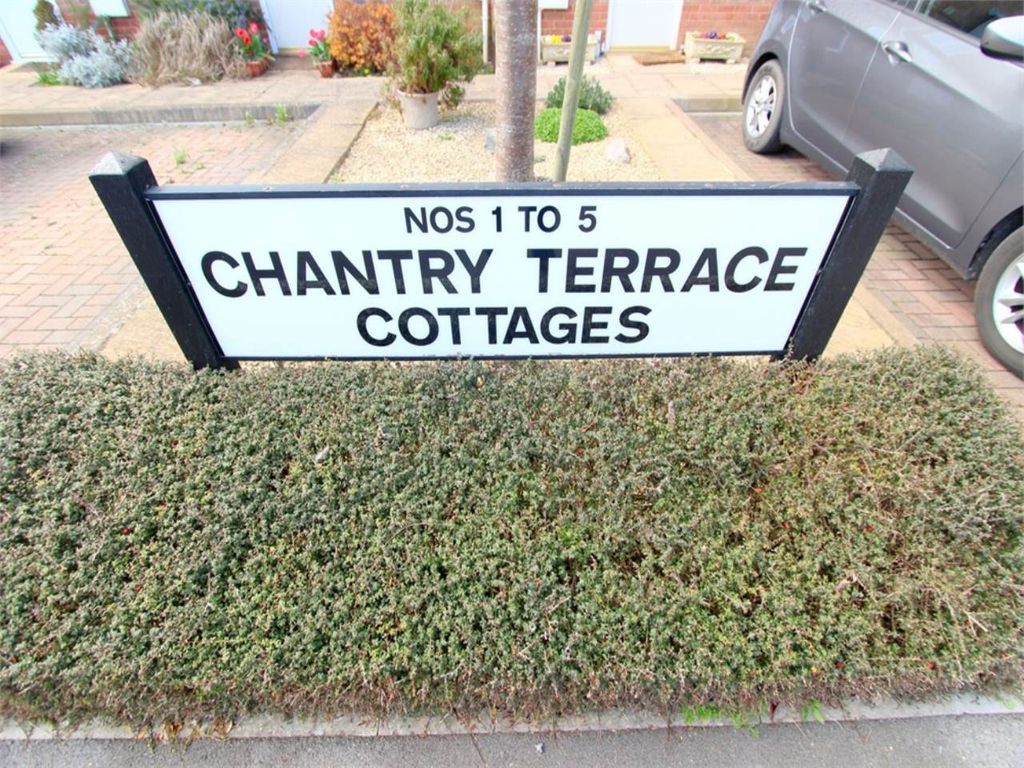 NOS 1 TO 5
CHANTRY TERRACE
COTTAGES